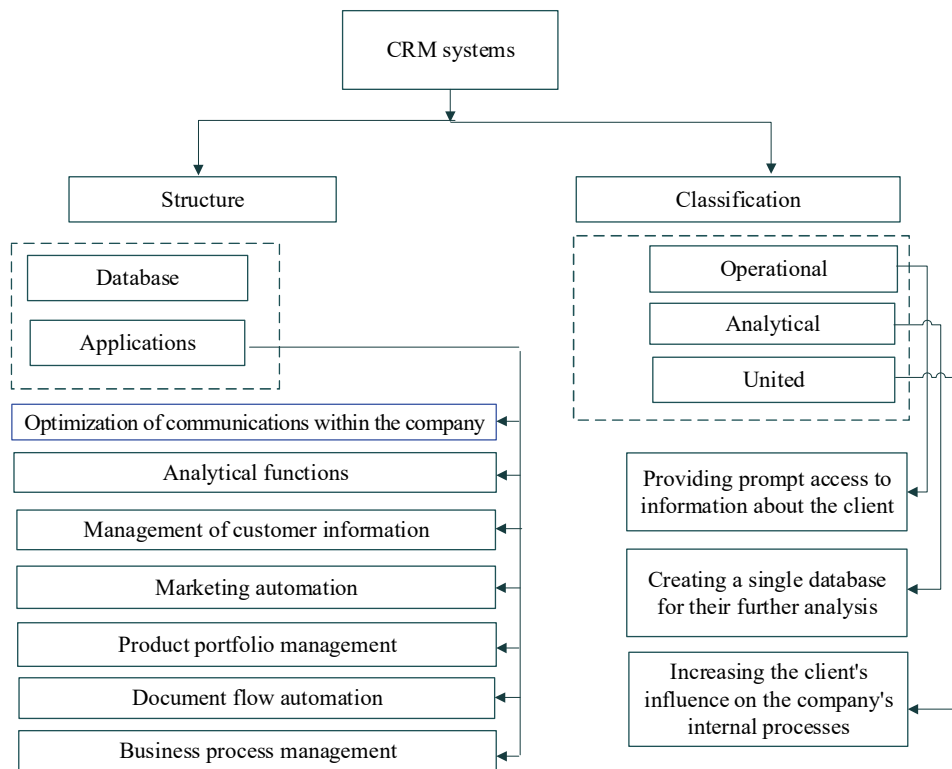 CRM systems
Structure
Classification
Database
Applications
Operational
Analytical
United
Optimization of communications within the company
Analytical functions
Management of customer information
Marketing automation
Product portfolio management
Document flow automation
Business process management
Providing prompt access to
information about the client
Creating a single database
for their further analysis
Increasing the client's
influence on the company's
internal processes